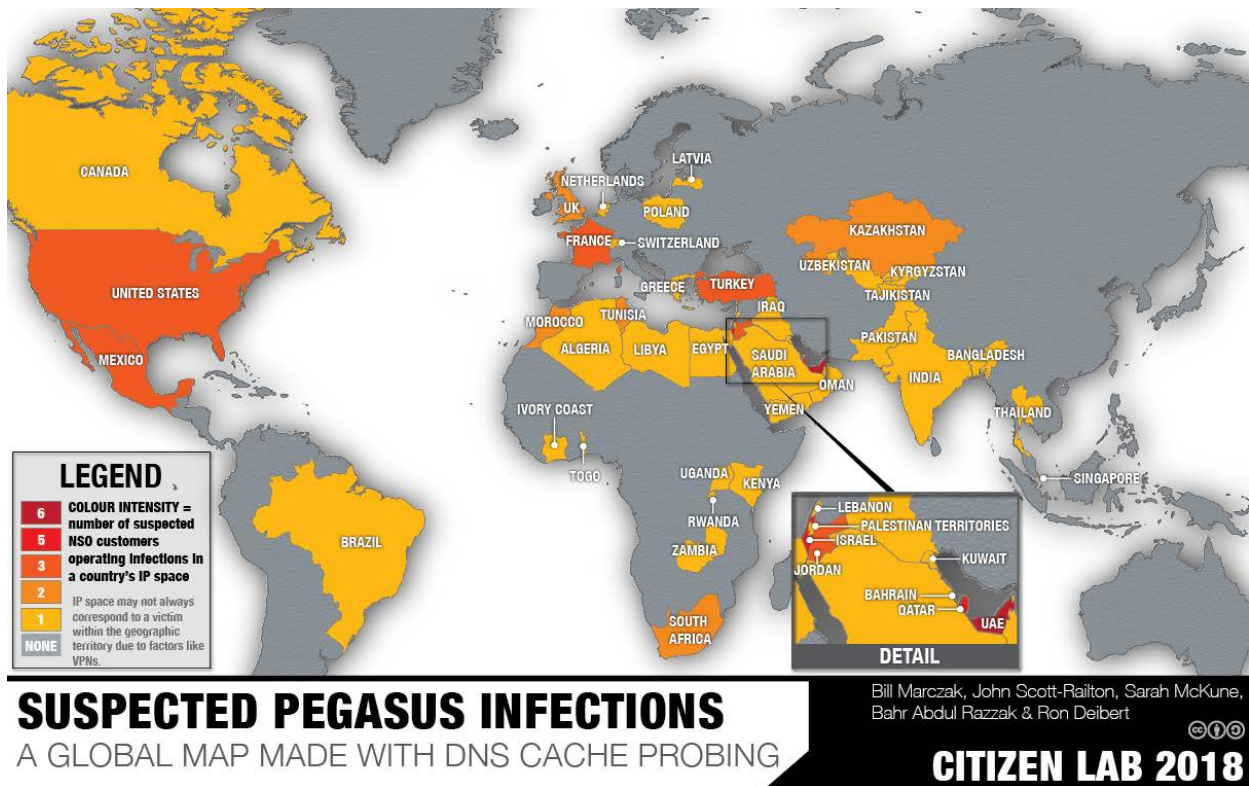 CANADA
UNITED STATES
MEXICO
BRAZIL
LATVIA
NETHERLANDS
UK
POLAND
FRANCE
SWITZERLAND
GREECE
TURKEY
KAZAKHSTAN
UZBEKISTAN
KYRGYZSTAN
TAJIKISTAN
IRAQ
MOROCCO
TUNISIA
ALGERIA
LIBYA
EGYPT
SAUDI
ARABIA
OMAN
YEMEN
PAKISTAN
BANGLADESH
INDIA
THAILAND
SINGAPORE
IVORY COAST
TOGO
UGANDA
KENYA
RWANDA
ZAMBIA
SOUTH
AFRICA
LEGEND
6
5
3
2
1
NONE
COLOUR INTENSITY =
number of suspected
NSO customers
operating infections in
a country's IP space
IP space may not always
correspond to a victim
within the geographic
territory due to factors like
VPNs.
LEBANON
PALESTINAN TERRITORIES
ISRAEL
JORDAN
KUWAIT
BAHRAIN
QATAR
UAE
DETAIL
SUSPECTED PEGASUS INFECTIONS
A GLOBAL MAP MADE WITH DNS CACHE PROBING
Bill Marczak, John Scott-Railton, Sarah McKune,
Bahr Abdul Razzak & Ron Deibert
cc
CITIZEN LAB 2018